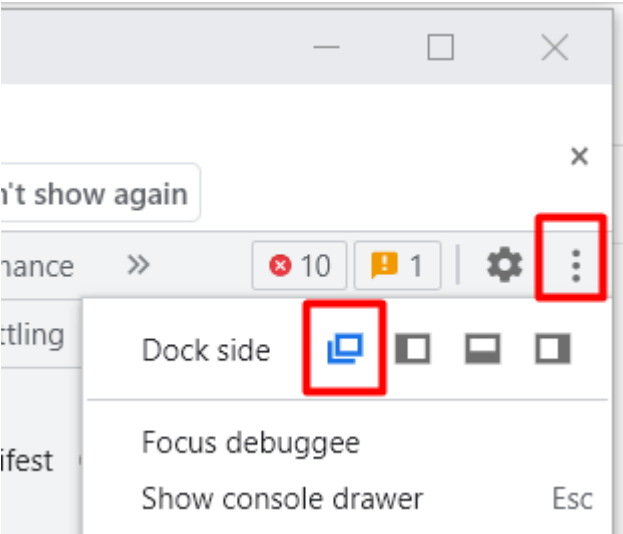 n't show again
nance
10
1
ttling
Dock side
Focus debuggee
ifest
Show console drawer Esc